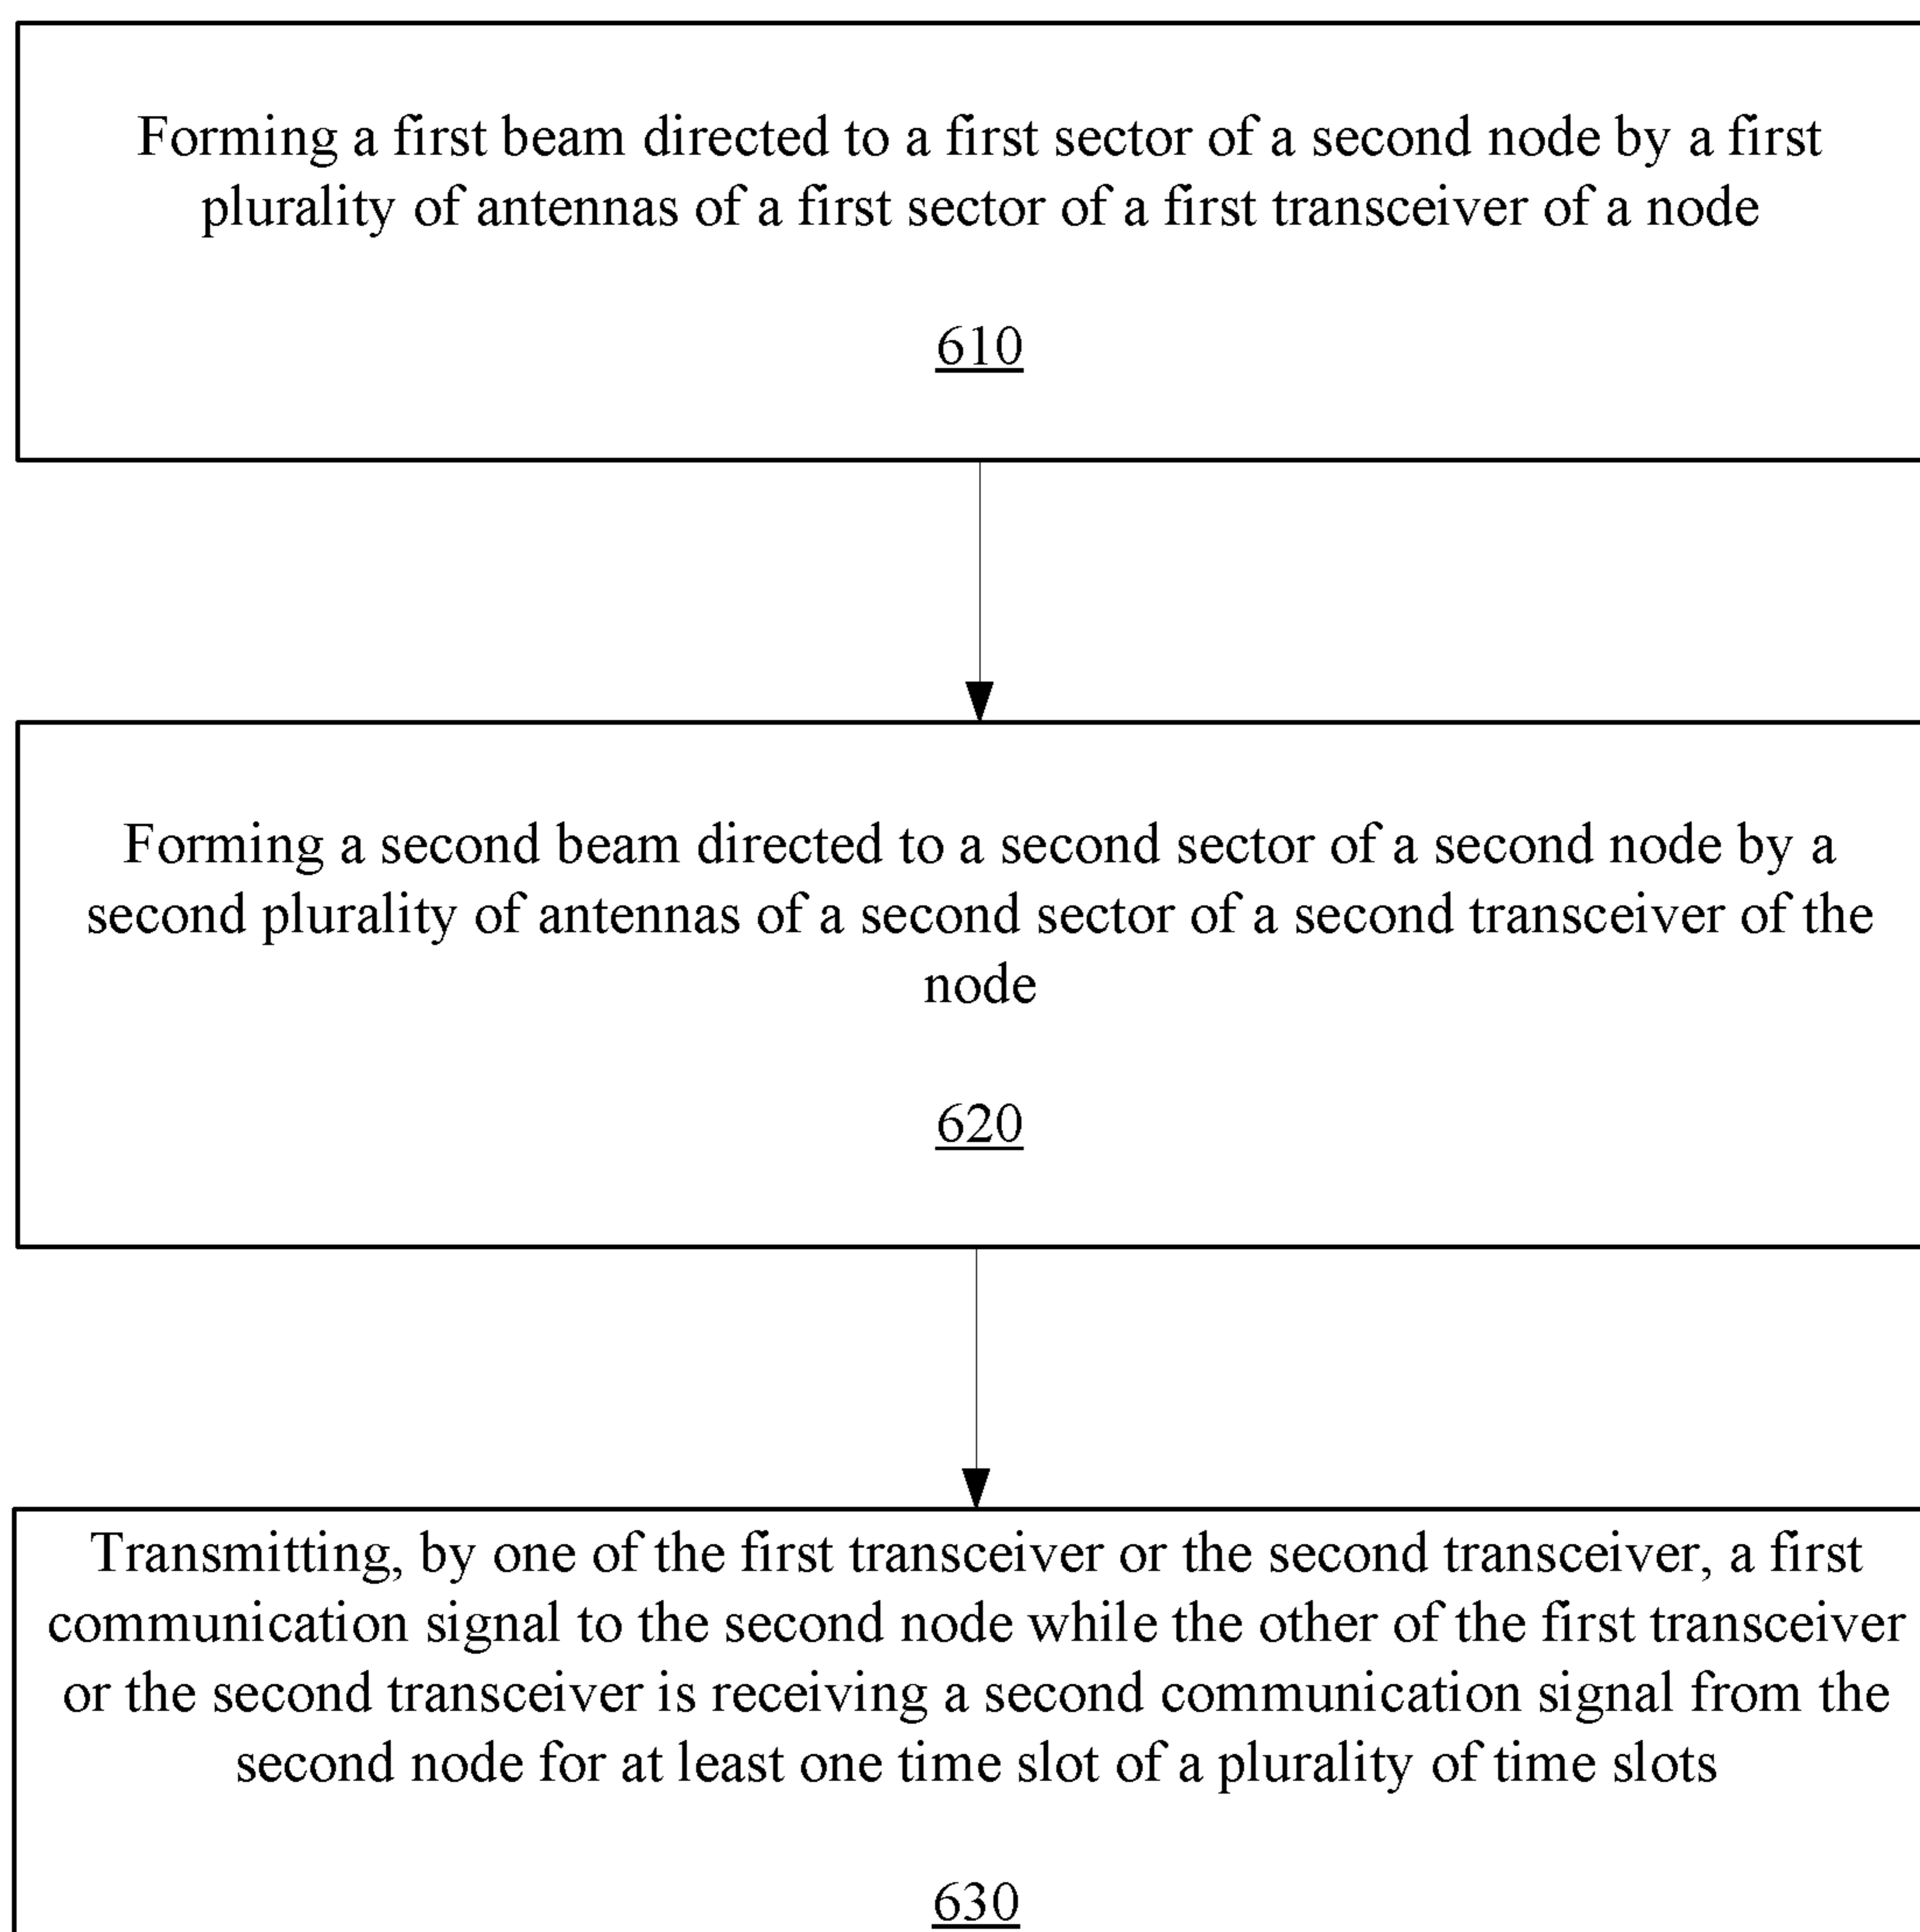 Forming a first beam directed to a first sector of a second node by a first
plurality of antennas of a first sector of a first transceiver of a node
610
Forming a second beam directed to a second sector of a second node by a
second plurality of antennas of a second sector of a second transceiver of the
node
620
Transmitting, by one of the first transceiver or the second transceiver, a first
communication signal to the second node while the other of the first transceiver
or the second transceiver is receiving a second communication signal from the
second node for at least one time slot of a plurality of time slots
630